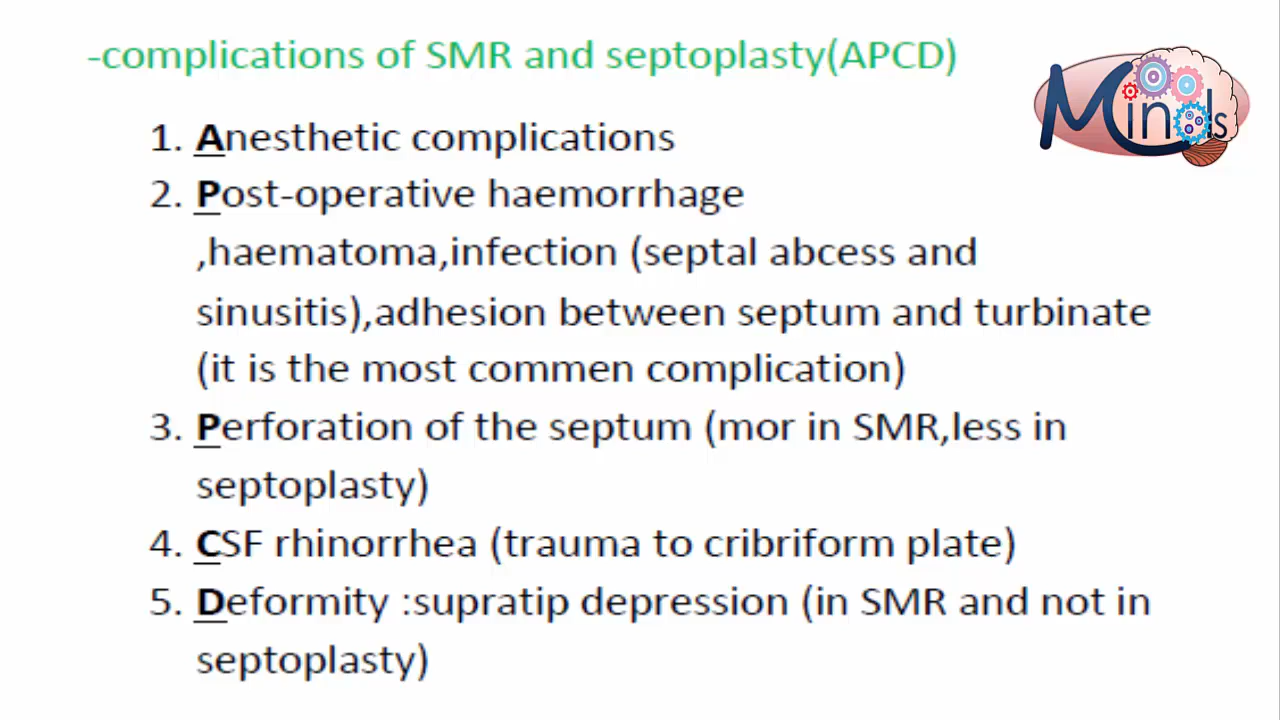 -complications of SMR and septoplasty(APCD)
Minds
1. Anesthetic complications
2. Post-operative haemorrhage
,haematoma,infection (septal abcess and
sinusitis),adhesion between septum and turbinate
(it is the most commen complication)
3. Perforation of the septum (mor in SMR,less in
septoplasty)
4. CSF rhinorrhea (trauma to cribriform plate)
5. Deformity :supratip depression (in SMR and not in
septoplasty)